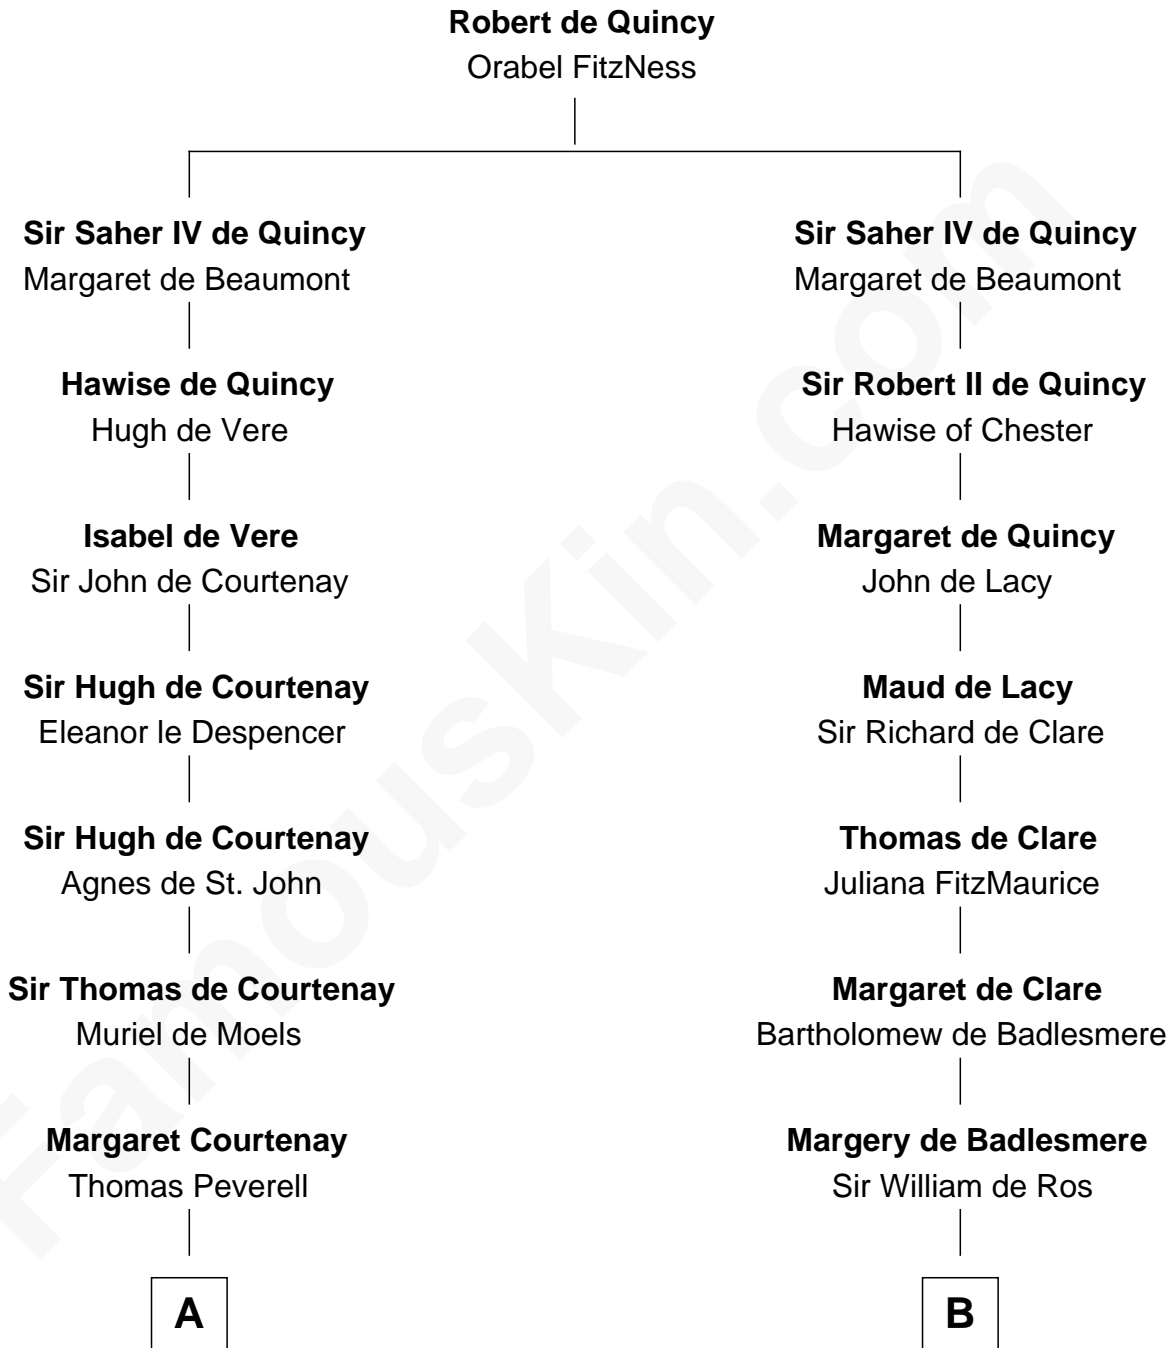 Robert de Quincy
Orabel FitzNess
Sir Saher IV de Quincy
Margaret de Beaumont
Hawise de Quincy
Hugh de Vere
Isabel de Vere
Sir John de Courtenay
Sir Hugh de Courtenay
Eleanor le Despencer
Sir Hugh de Courtenay
Agnes de St. John
Sir Thomas de Courtenay
Muriel de Moels
Margaret Courtenay
Thomas Peverell
A
Sir Saher IV de Quincy
Margaret de Beaumont
Sir Robert II de Quincy
Hawise of Chester
Margaret de Quincy
John de Lacy
Maud de Lacy
Sir Richard de Clare
Thomas de Clare
Juliana FitzMaurice
Margaret de Clare
Bartholomew de Badlesmere
Margery de Badlesmere
Sir William de Ros
B
FamousKin.com